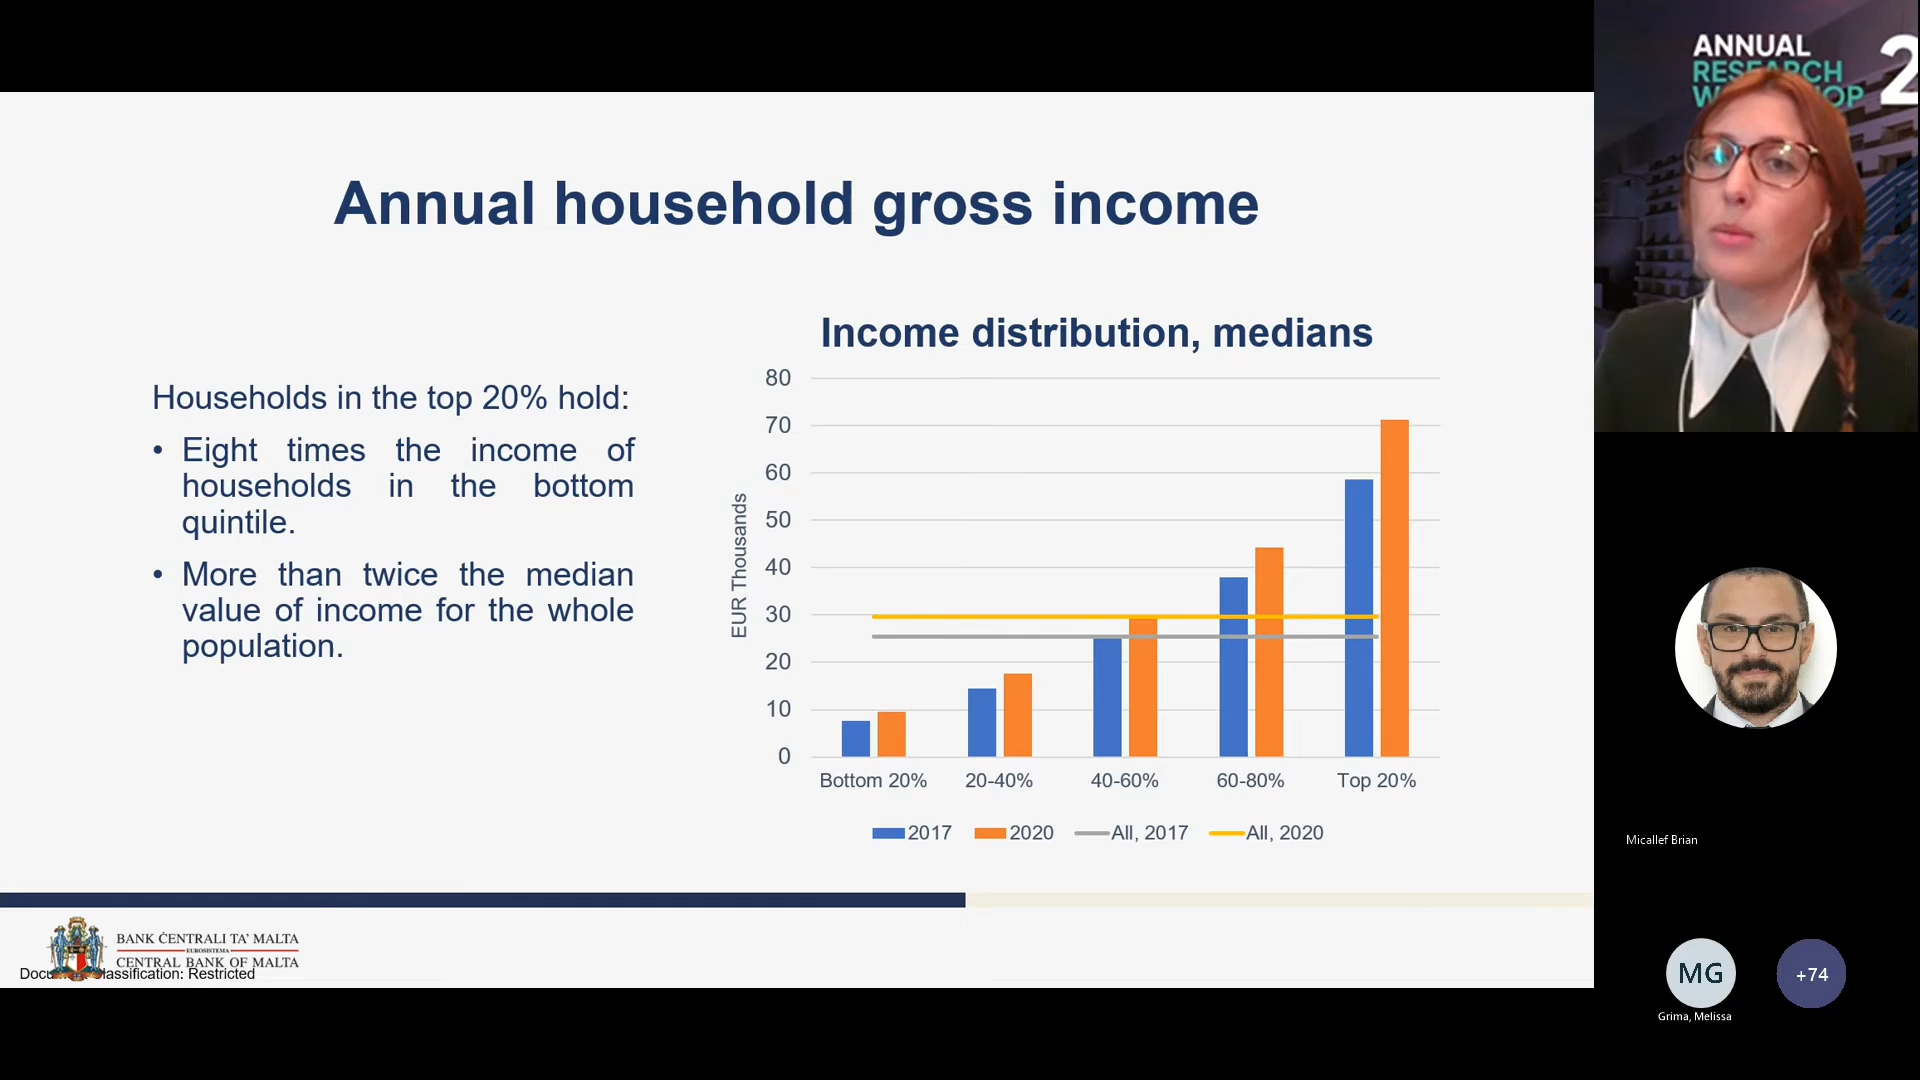 Annual household gross income
Households in the top 20% hold:
• Eight times the income of
households in the bottom
quintile.
• More than twice the median
value of income for the whole
population.
Income distribution, medians
EUR Thousands
80
70
60
50
40
30
20
10
0
Bottom 20% 20-40% 40-60% 60-80% Top 20%
2017 2020 All, 2017 All, 2020
BANK ĊENTRALI TA' MALTA
EUROSISTEMA
CENTRAL BANK OF MALTA
Restricted
ANNUAL
2
Micallef Brian
MG
+74
Grima, Melissa